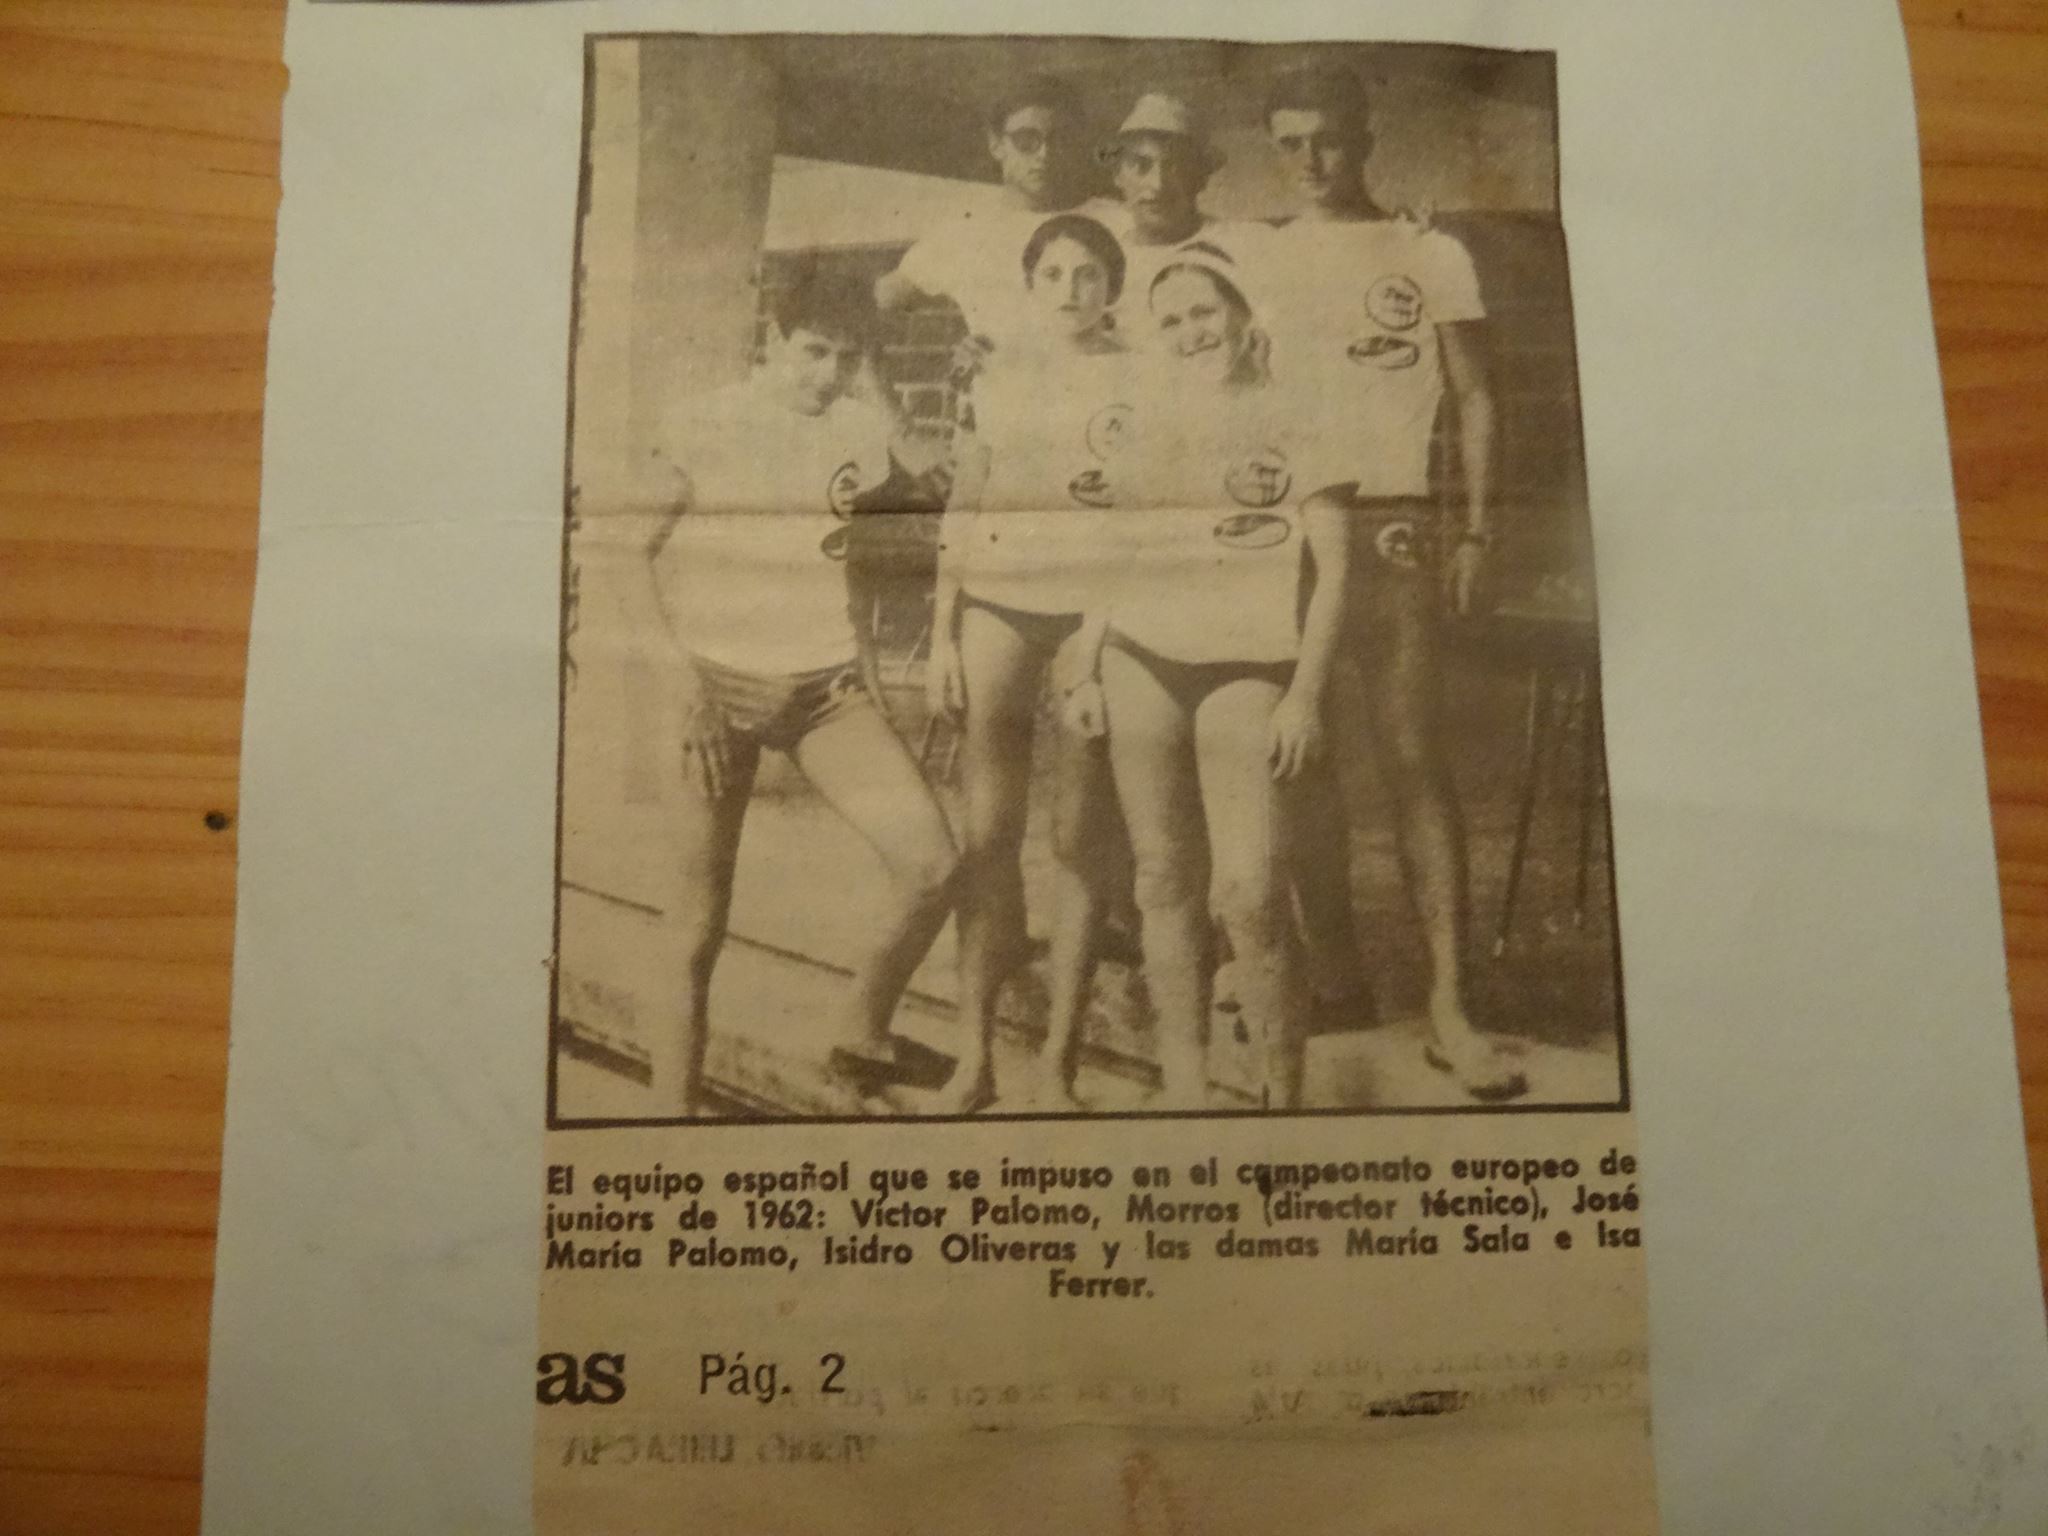 El equipo español que se impuso en el campeonato europeo de
juniors de 1962: Víctor Palomo, Morros (director técnico), José
María Palomo, Isidro Oliveras y las damas María Sala e Isa
Ferrer.
as Pág. 2